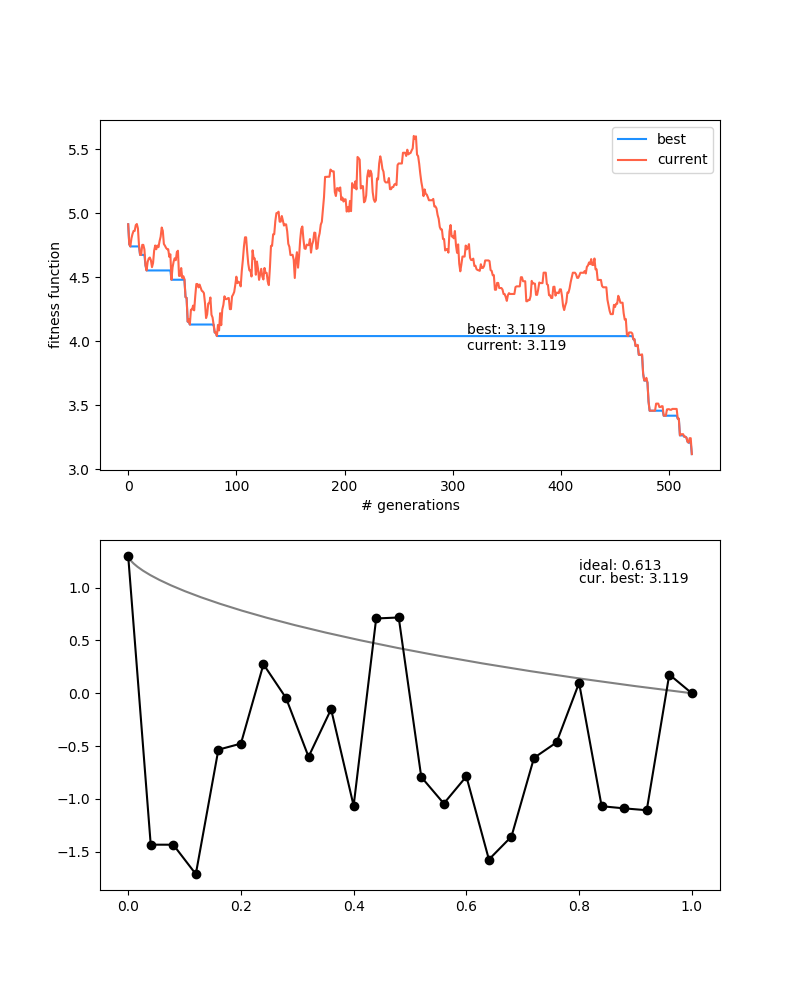 best
current
5.5
5.0
4.5
4.0
3.5
3.0
fitness function
best: 3.119
current: 3.119
0 100 200 300 400 500
# generations
ideal: 0.613
cur. best: 3.119
1.0
0.5
0.0
−0.5
−1.0
−1.5
0.0 0.2 0.4 0.6 0.8 1.0